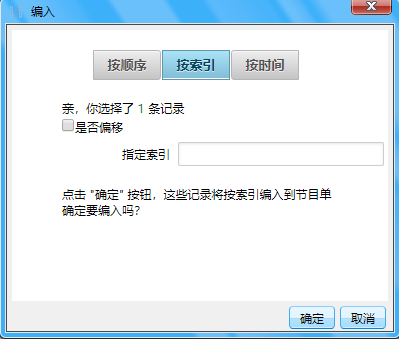 编入
按顺序 按索引 按时间
亲，你选择了 1 条记录
是否偏移
指定索引
点击 "确定" 按钮，这些记录将按索引编入到节目单
确定要编入吗?
确定 取消